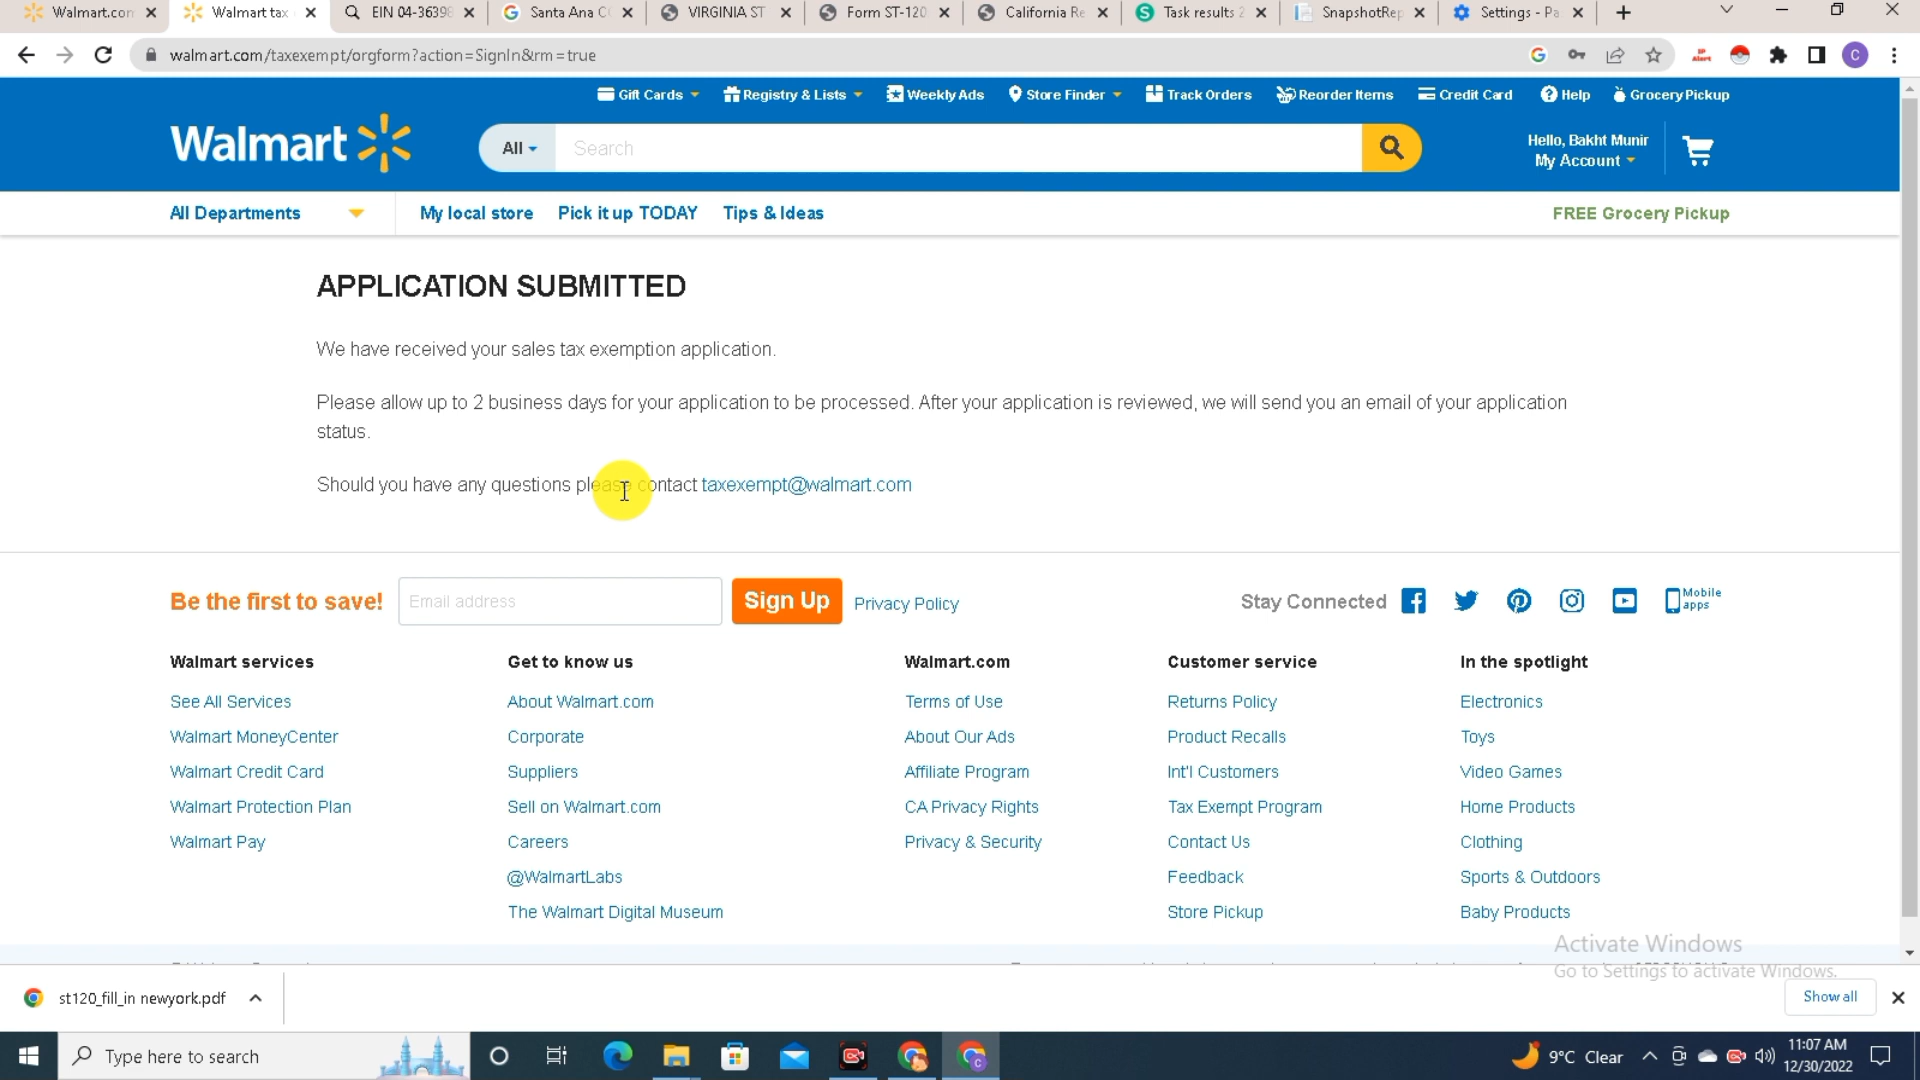 Walmart.com
Walmart tax
EIN 04-36398
Santa Ana C
VIRGINIA ST
Form ST-120
California Re
Task results 2
SnapshotRep
Settings - Pa
walmart.com/taxexempt/orgform?action=SignIn&rm=true
Gift Cards
Registry & Lists
Weekly Ads
Store Finder
Track Orders
Reorder Items
Credit Card
Help
Grocery Pickup
Walmart
All
Search
Hello, Bakht Munir
My Account
All Departments
My local store
Pick it up TODAY
Tips & Ideas
FREE Grocery Pickup
APPLICATION SUBMITTED
We have received your sales tax exemption application.
Please allow up to 2 business days for your application to be processed. After your application is reviewed, we will send you an email of your application
status.
Should you have any questions please contact taxexempt@walmart.com
Be the first to save!
Email address
Sign Up
Privacy Policy
Stay Connected
Mobile
apps
Walmart services
Get to know us
Walmart.com
Customer service
In the spotlight
See All Services
About Walmart.com
Terms of Use
Returns Policy
Electronics
Walmart MoneyCenter
Corporate
About Our Ads
Product Recalls
Toys
Walmart Credit Card
Suppliers
Affiliate Program
Int'l Customers
Video Games
Walmart Protection Plan
Sell on Walmart.com
CA Privacy Rights
Tax Exempt Program
Home Products
Walmart Pay
Careers
Privacy & Security
Contact Us
Clothing
@WalmartLabs
Feedback
Sports & Outdoors
The Walmart Digital Museum
Store Pickup
Baby Products
Activate Windows
Go to Settings to activate Windows.
st120_fill_in newyork.pdf
Show all
Type here to search
9°C Clear
11:07 AM
12/30/2022